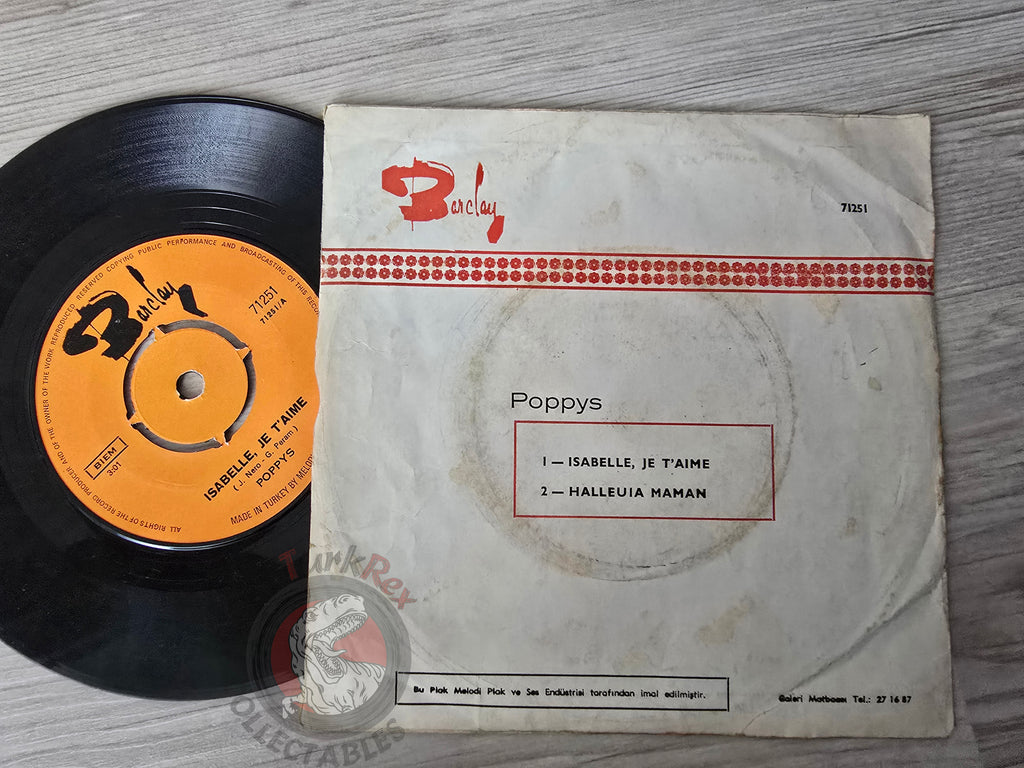 ALL RIGHTS OF THE RECORD PRODUCER AND OF THE OWNER OF THE WORK REPRODUCED RESERVED COPYING PUBLIC PERFORMANCE AND BROADCASTING OF THIS
Barclay
71251
71251/A
BIEM
3:01
ISABELLE, JE T'AIME
( J. Nero - G. Param )
POPPYS
MADE IN TURKEY BY
Barclay
71251
Poppys
1 — ISABELLE, JE T'AIME
2 — HALLEUIA MAMAN
Bu Plak Melodi Plak ve Ses Endüstrisi tarafından imal edilmiştir.
Galeri Matbaası Tel.: 27 16 87
TurkRex
COLLECTABLES